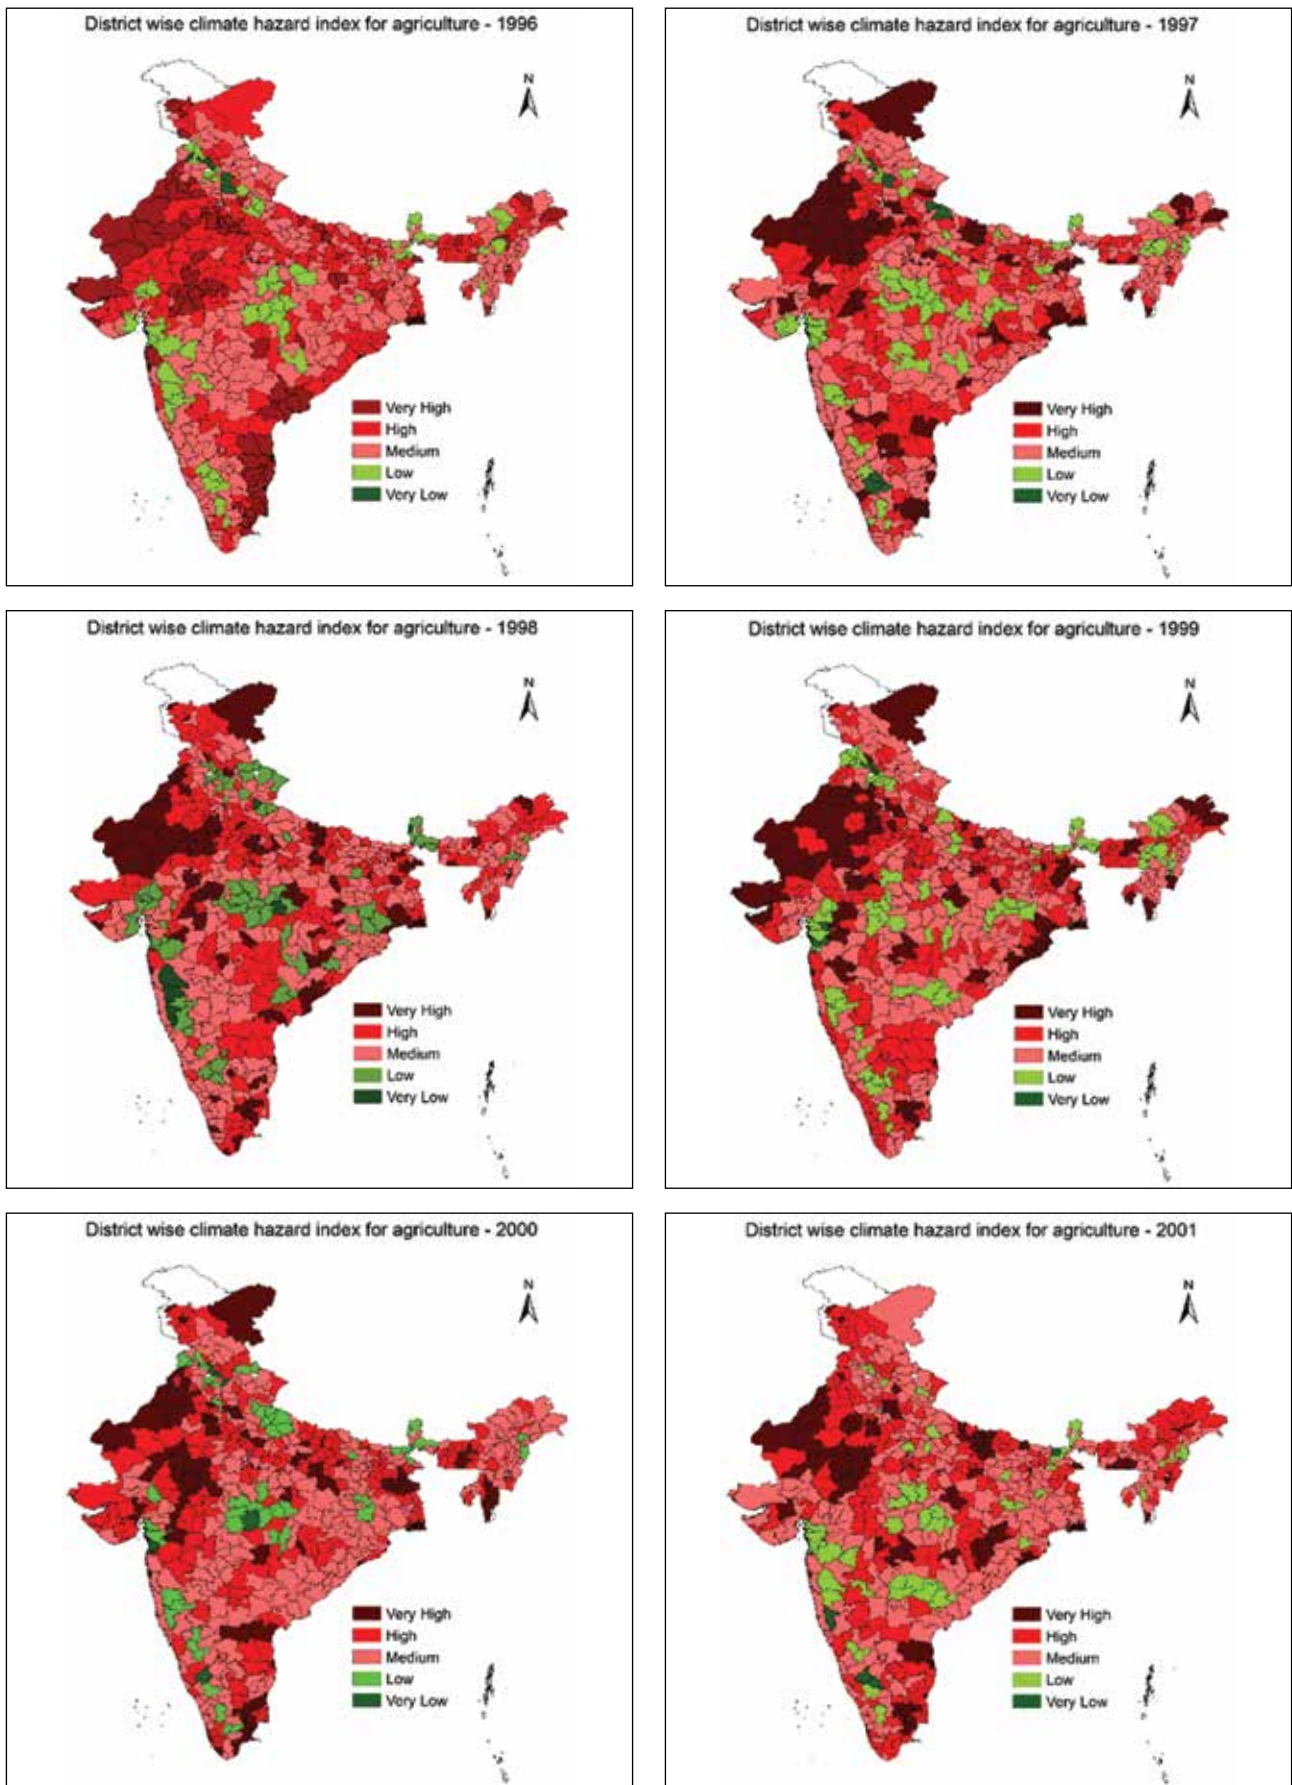 District wise climate hazard index for agriculture - 1996
N
Very High
High
Medium
Low
Very Low
District wise climate hazard index for agriculture - 1997
N
Very High
High
Medium
Low
Very Low
District wise climate hazard index for agriculture - 1998
N
Very High
High
Medium
Low
Very Low
District wise climate hazard index for agriculture - 1999
N
Very High
High
Medium
Low
Very Low
District wise climate hazard index for agriculture - 2000
N
Very High
High
Medium
Low
Very Low
District wise climate hazard index for agriculture - 2001
N
Very High
High
Medium
Low
Very Low